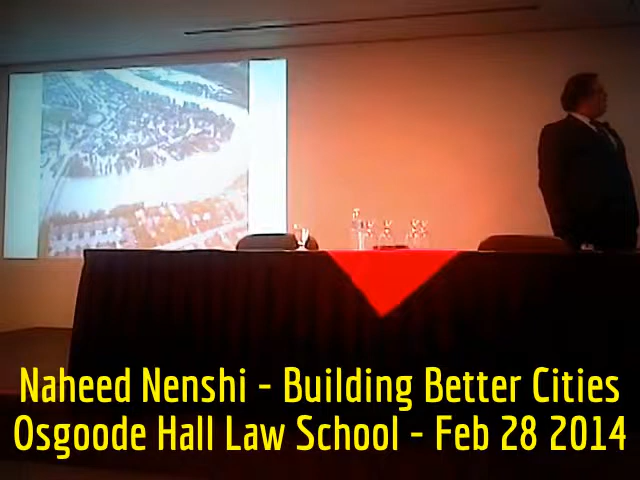 Naheed Nenshi - Building Better Cities
Osgoode Hall Law School - Feb 28 2014